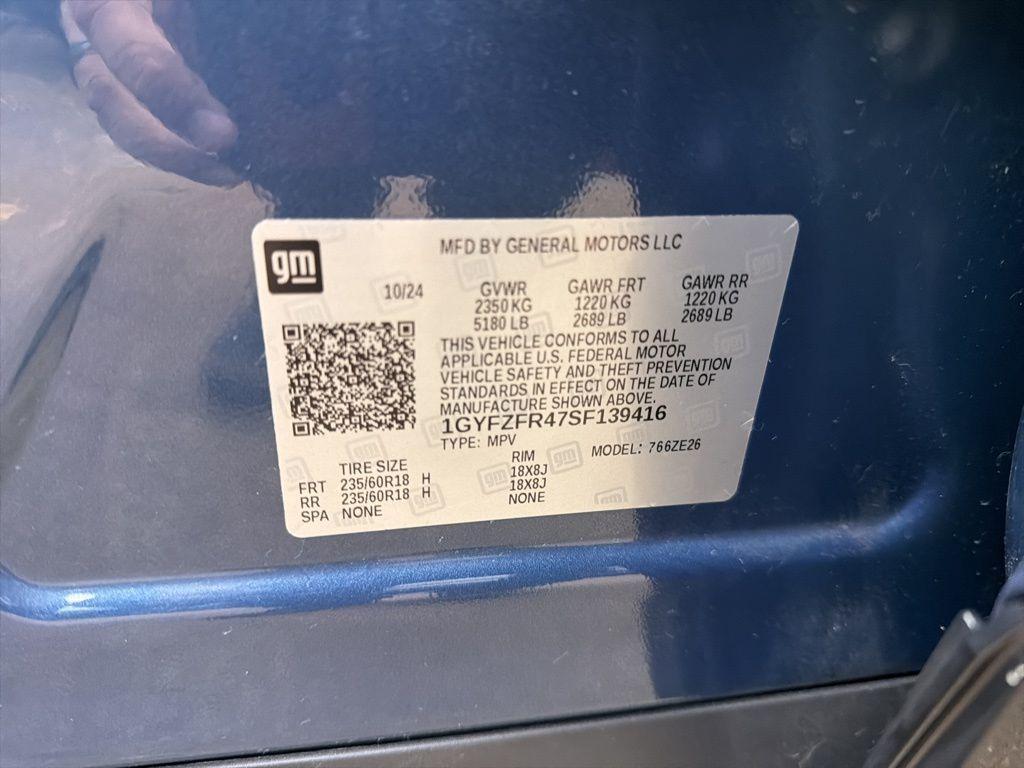 gm
MFD BY GENERAL MOTORS LLC
10/24
GVWR
2350 KG
5180 LB
GAWR FRT
1220 KG
2689 LB
GAWR RR
1220 KG
2689 LB
THIS VEHICLE CONFORMS TO ALL
APPLICABLE U.S. FEDERAL MOTOR
VEHICLE SAFETY AND THEFT PREVENTION
STANDARDS IN EFFECT ON THE DATE OF
MANUFACTURE SHOWN ABOVE.
1GYFZFR47SF139416
TYPE: MPV MODEL: 766ZE26
TIRE SIZE RIM
FRT 235/60R18 H 18X8J
RR 235/60R18 H 18X8J
SPA NONE NONE